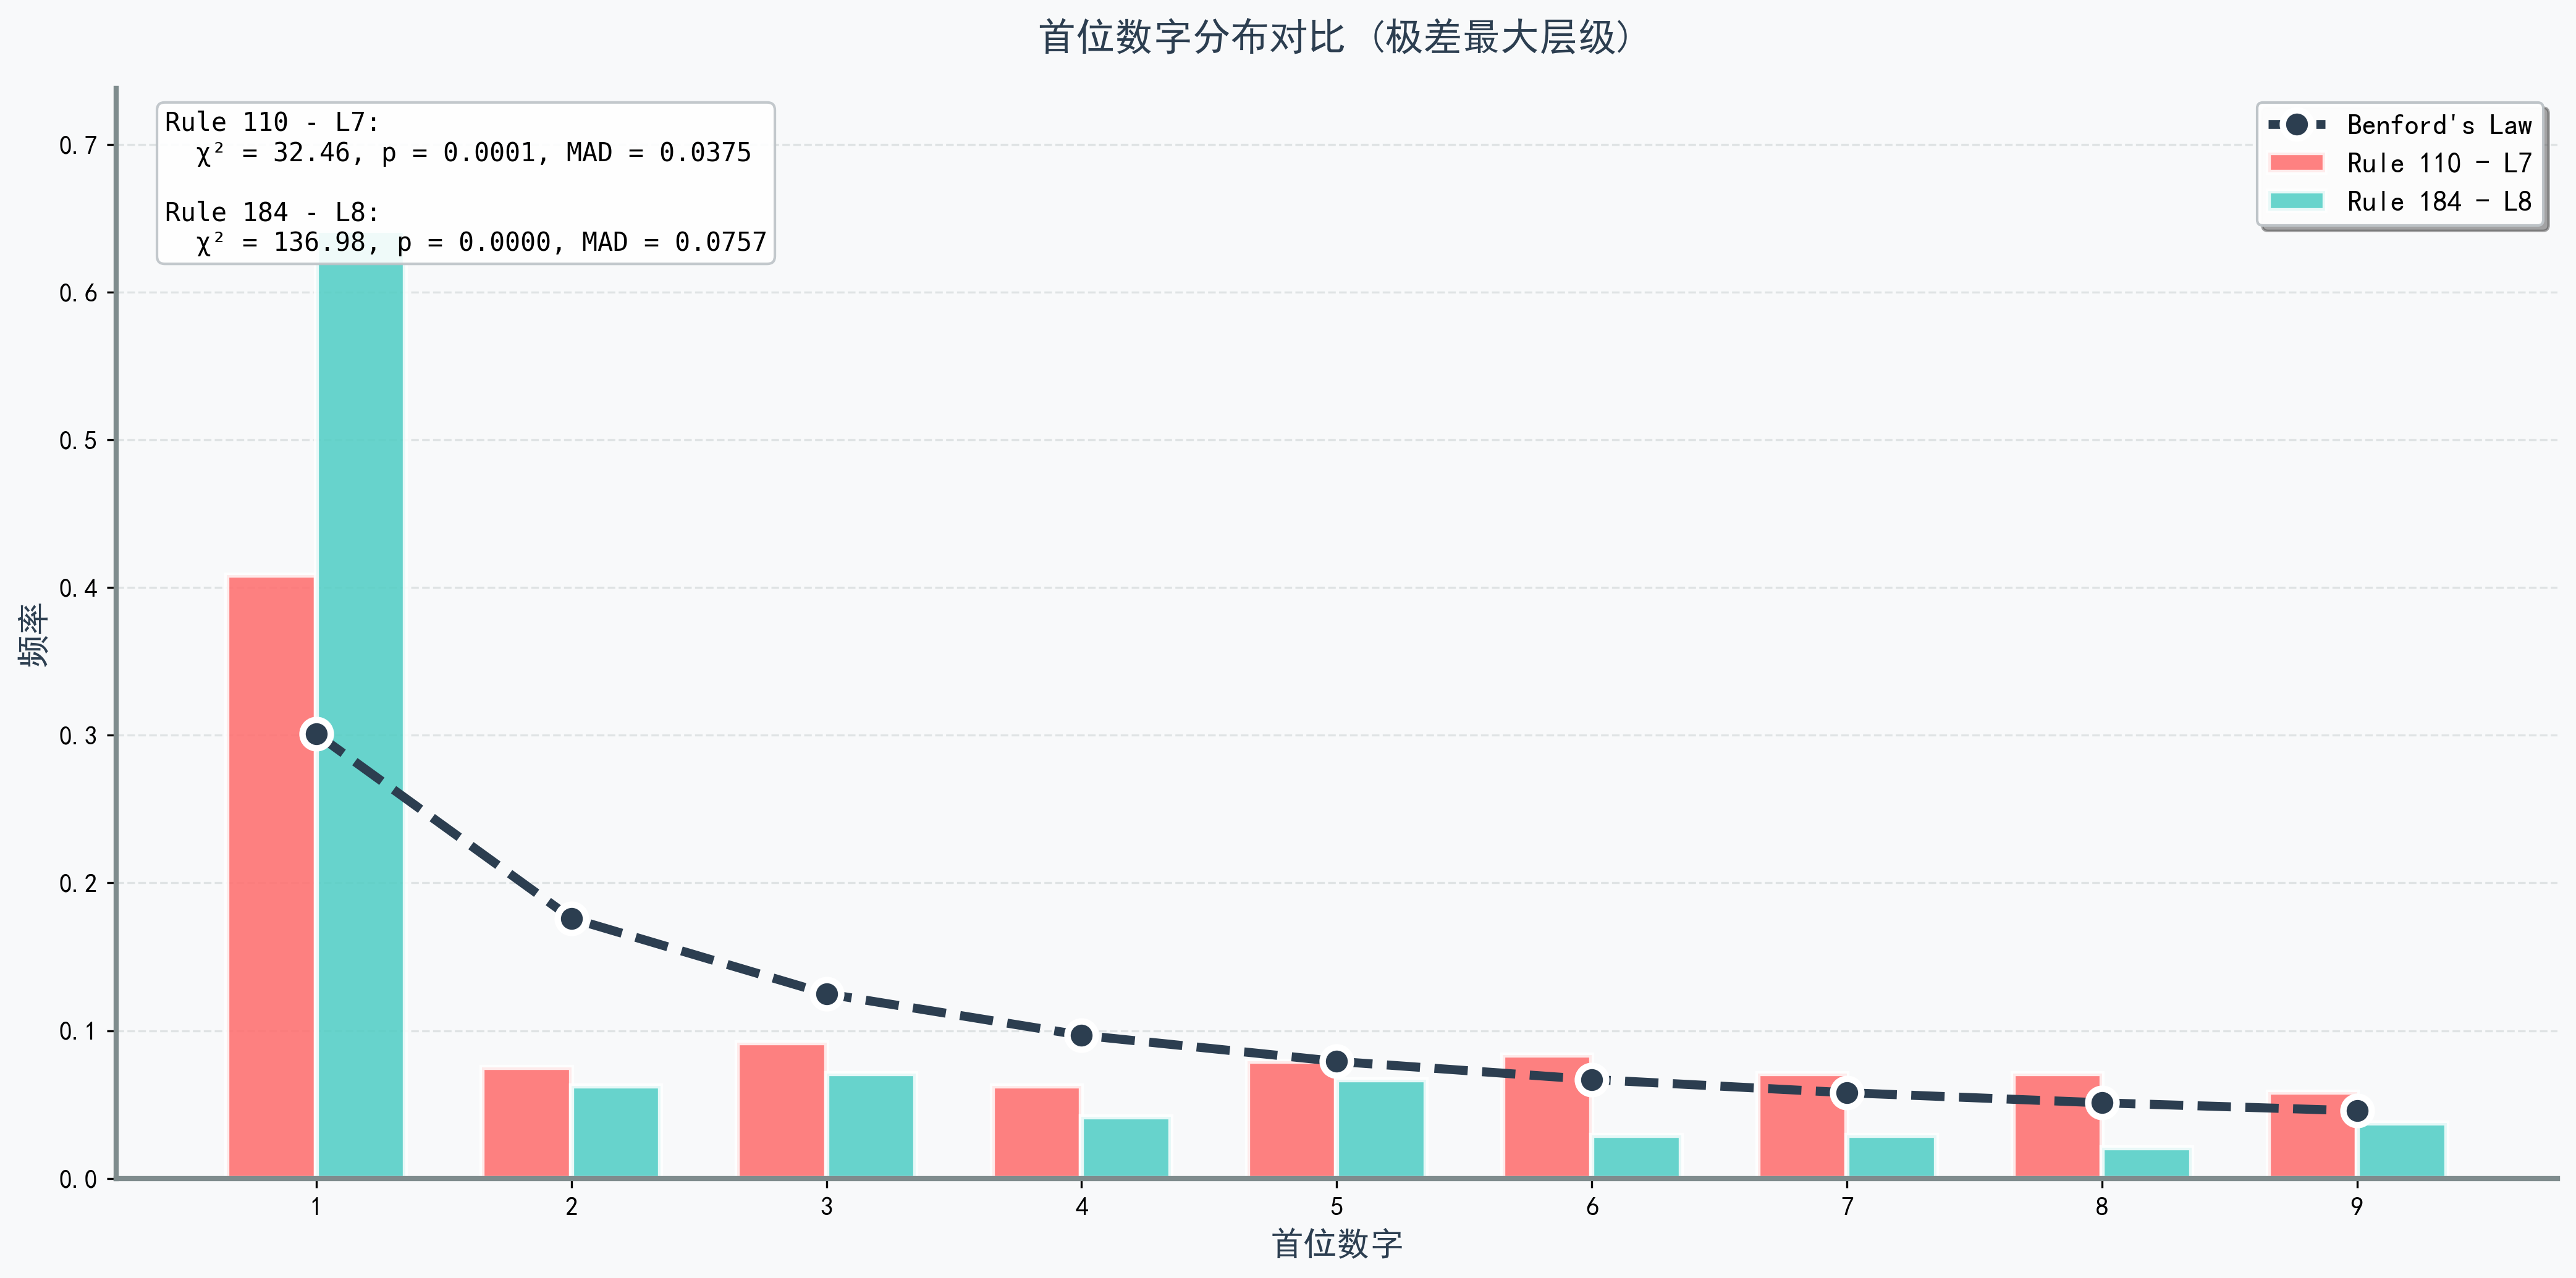 首位数字分布对比 (极差最大层级)
Rule 110 - L7:
χ² = 32.46, p = 0.0001, MAD = 0.0375
Rule 184 - L8:
χ² = 136.98, p = 0.0000, MAD = 0.0757
Benford's Law
Rule 110 - L7
Rule 184 - L8
频率
0.7
0.6
0.5
0.4
0.3
0.2
0.1
0.0
1 2 3 4 5 6 7 8 9
首位数字